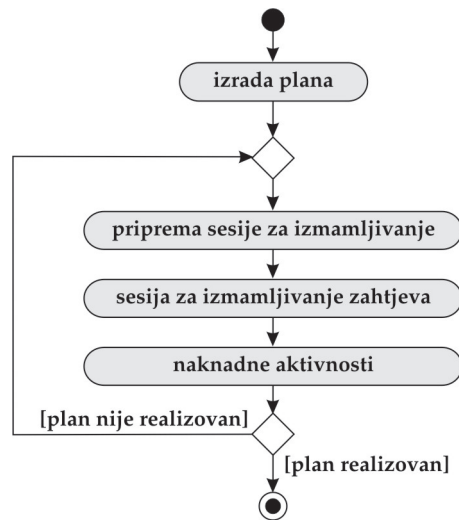 izrada plana
priprema sesije za izmamljivanje
sesija za izmamljivanje zahtjeva
naknadne aktivnosti
[plan nije realizovan]
[plan realizovan]